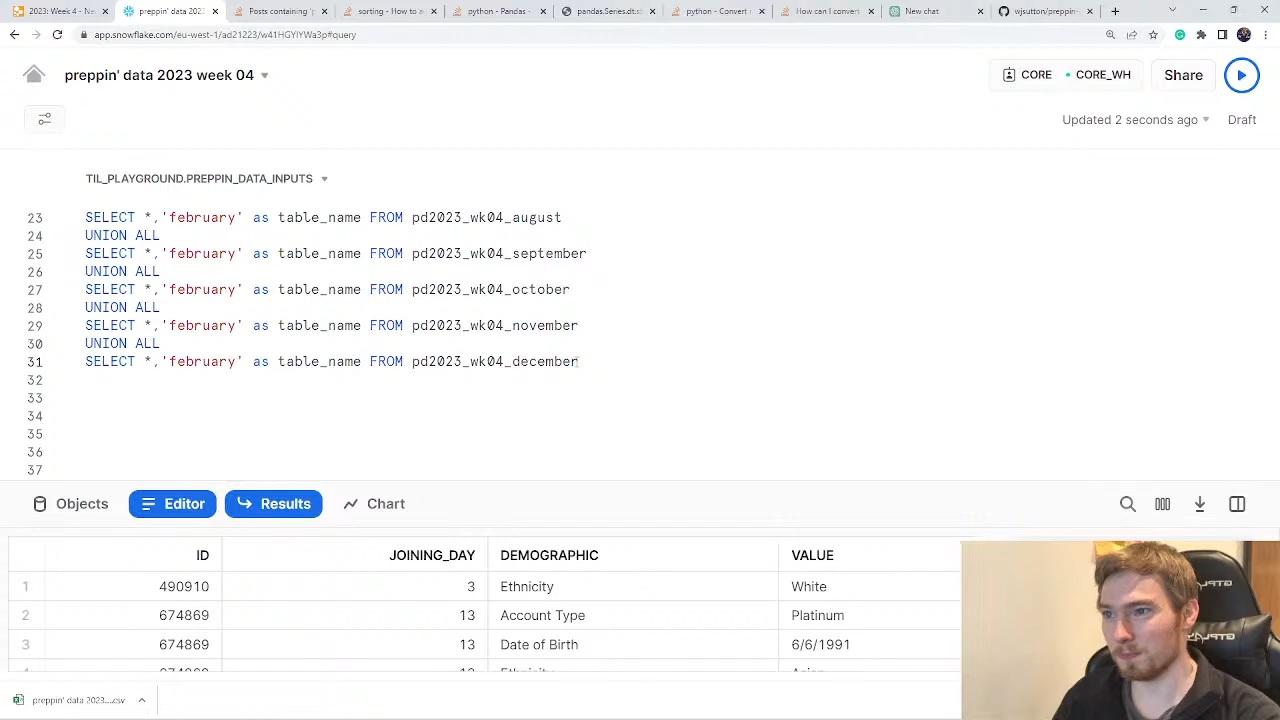 2023: Week 4 - Ne
preppin' data 202
Posts containing 'p
sorting - How to ac
python - Pandas -
pandas.Series.dt.s
python - Convert c
How can I convert
New chat
wjsutton/preppin-
app.snowflake.com/eu-west-1/ad21223/w41HGYlYWa3p#query
preppin' data 2023 week 04
CORE
CORE_WH
Share
Updated 2 seconds ago
Draft
TIL_PLAYGROUND.PREPPIN_DATA_INPUTS
23 SELECT *,'february' as table_name FROM pd2023_wk04_august
24 UNION ALL
25 SELECT *,'february' as table_name FROM pd2023_wk04_september
26 UNION ALL
27 SELECT *,'february' as table_name FROM pd2023_wk04_october
28 UNION ALL
29 SELECT *,'february' as table_name FROM pd2023_wk04_november
30 UNION ALL
31 SELECT *,'february' as table_name FROM pd2023_wk04_december
32
33
34
35
36
37
Objects
Editor
Results
Chart
ID JOINING_DAY DEMOGRAPHIC VALUE
1 490910 3 Ethnicity White
2 674869 13 Account Type Platinum
3 674869 13 Date of Birth 6/6/1991
preppin' data 2023....csv
GTPLAYER
GTPLAY